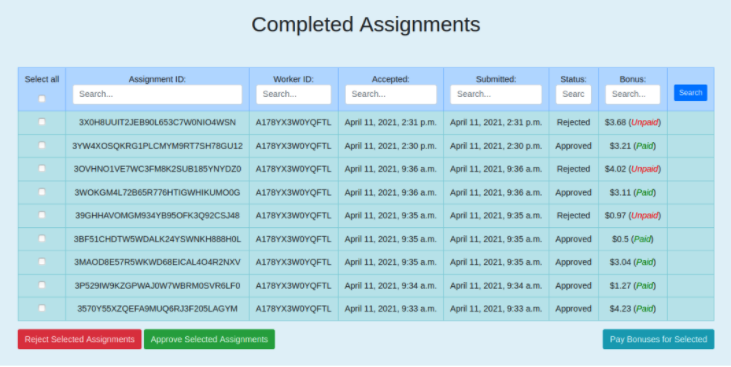 Completed Assignments
Select all Assignment ID: Worker ID: Accepted: Submitted: Status: Bonus:
Search... Search... Search... Search... Searc Search... Search
3X0H8UUIT2JEB90L653C7W0NIO4WSN A178YX3W0YQFTL April 11, 2021, 2:31 p.m. April 11, 2021, 2:31 p.m. Rejected $3.68 (Unpaid)
3YW4XOSQKRG1PLCMYM9RT7SH78GU12 A178YX3W0YQFTL April 11, 2021, 2:30 p.m. April 11, 2021, 2:30 p.m. Approved $3.21 (Paid)
3OVHNO1VE7WC3FM8K2SUB185YNYDZ0 A178YX3W0YQFTL April 11, 2021, 9:36 a.m. April 11, 2021, 9:36 a.m. Rejected $4.02 (Unpaid)
3WOKGM4L72B65R776HTIGWHIKUMO0G A178YX3W0YQFTL April 11, 2021, 9:36 a.m. April 11, 2021, 9:36 a.m. Approved $3.11 (Paid)
39GHHAVOMGM934YB95OFK3Q92CSJ48 A178YX3W0YQFTL April 11, 2021, 9:35 a.m. April 11, 2021, 9:35 a.m. Rejected $0.97 (Unpaid)
3BF51CHDTW5WDALK24YSWNKH888H0L A178YX3W0YQFTL April 11, 2021, 9:35 a.m. April 11, 2021, 9:35 a.m. Approved $0.5 (Paid)
3MAOD8E57R5WKWD68EICAL4O4R2NXV A178YX3W0YQFTL April 11, 2021, 9:35 a.m. April 11, 2021, 9:35 a.m. Approved $3.04 (Paid)
3P529IW9KZGPWAJ0W7WBRM0SVR6LF0 A178YX3W0YQFTL April 11, 2021, 9:34 a.m. April 11, 2021, 9:34 a.m. Approved $1.27 (Paid)
3570Y55XZQEFA9MUQ6RJ3F205LAGYM A178YX3W0YQFTL April 11, 2021, 9:33 a.m. April 11, 2021, 9:33 a.m. Approved $4.23 (Paid)
Reject Selected Assignments Approve Selected Assignments Pay Bonuses for Selected